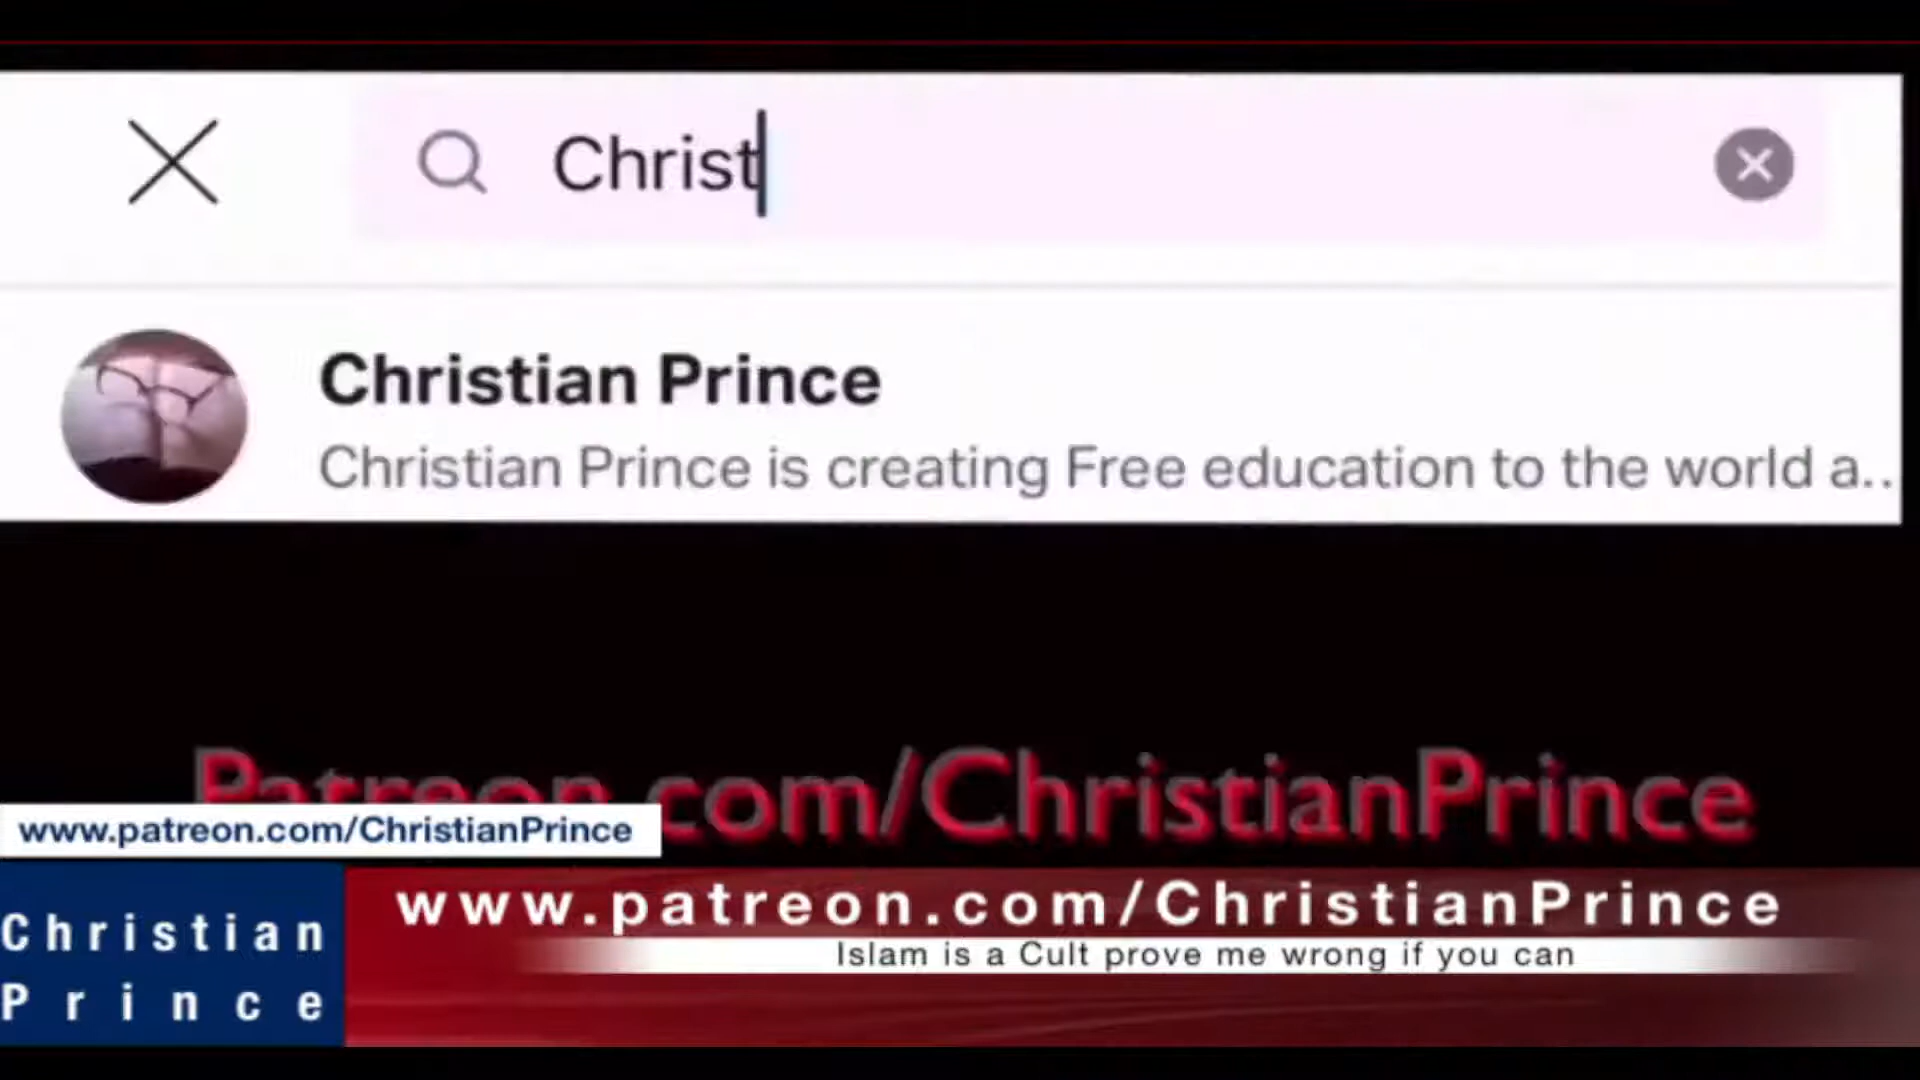 Christ
Christian Prince
Christian Prince is creating Free education to the world a..
Patreon.com/ChristianPrince
www.patreon.com/ChristianPrince
Christian
Prince
www.patreon.com/ChristianPrince
Islam is a Cult prove me wrong if you can